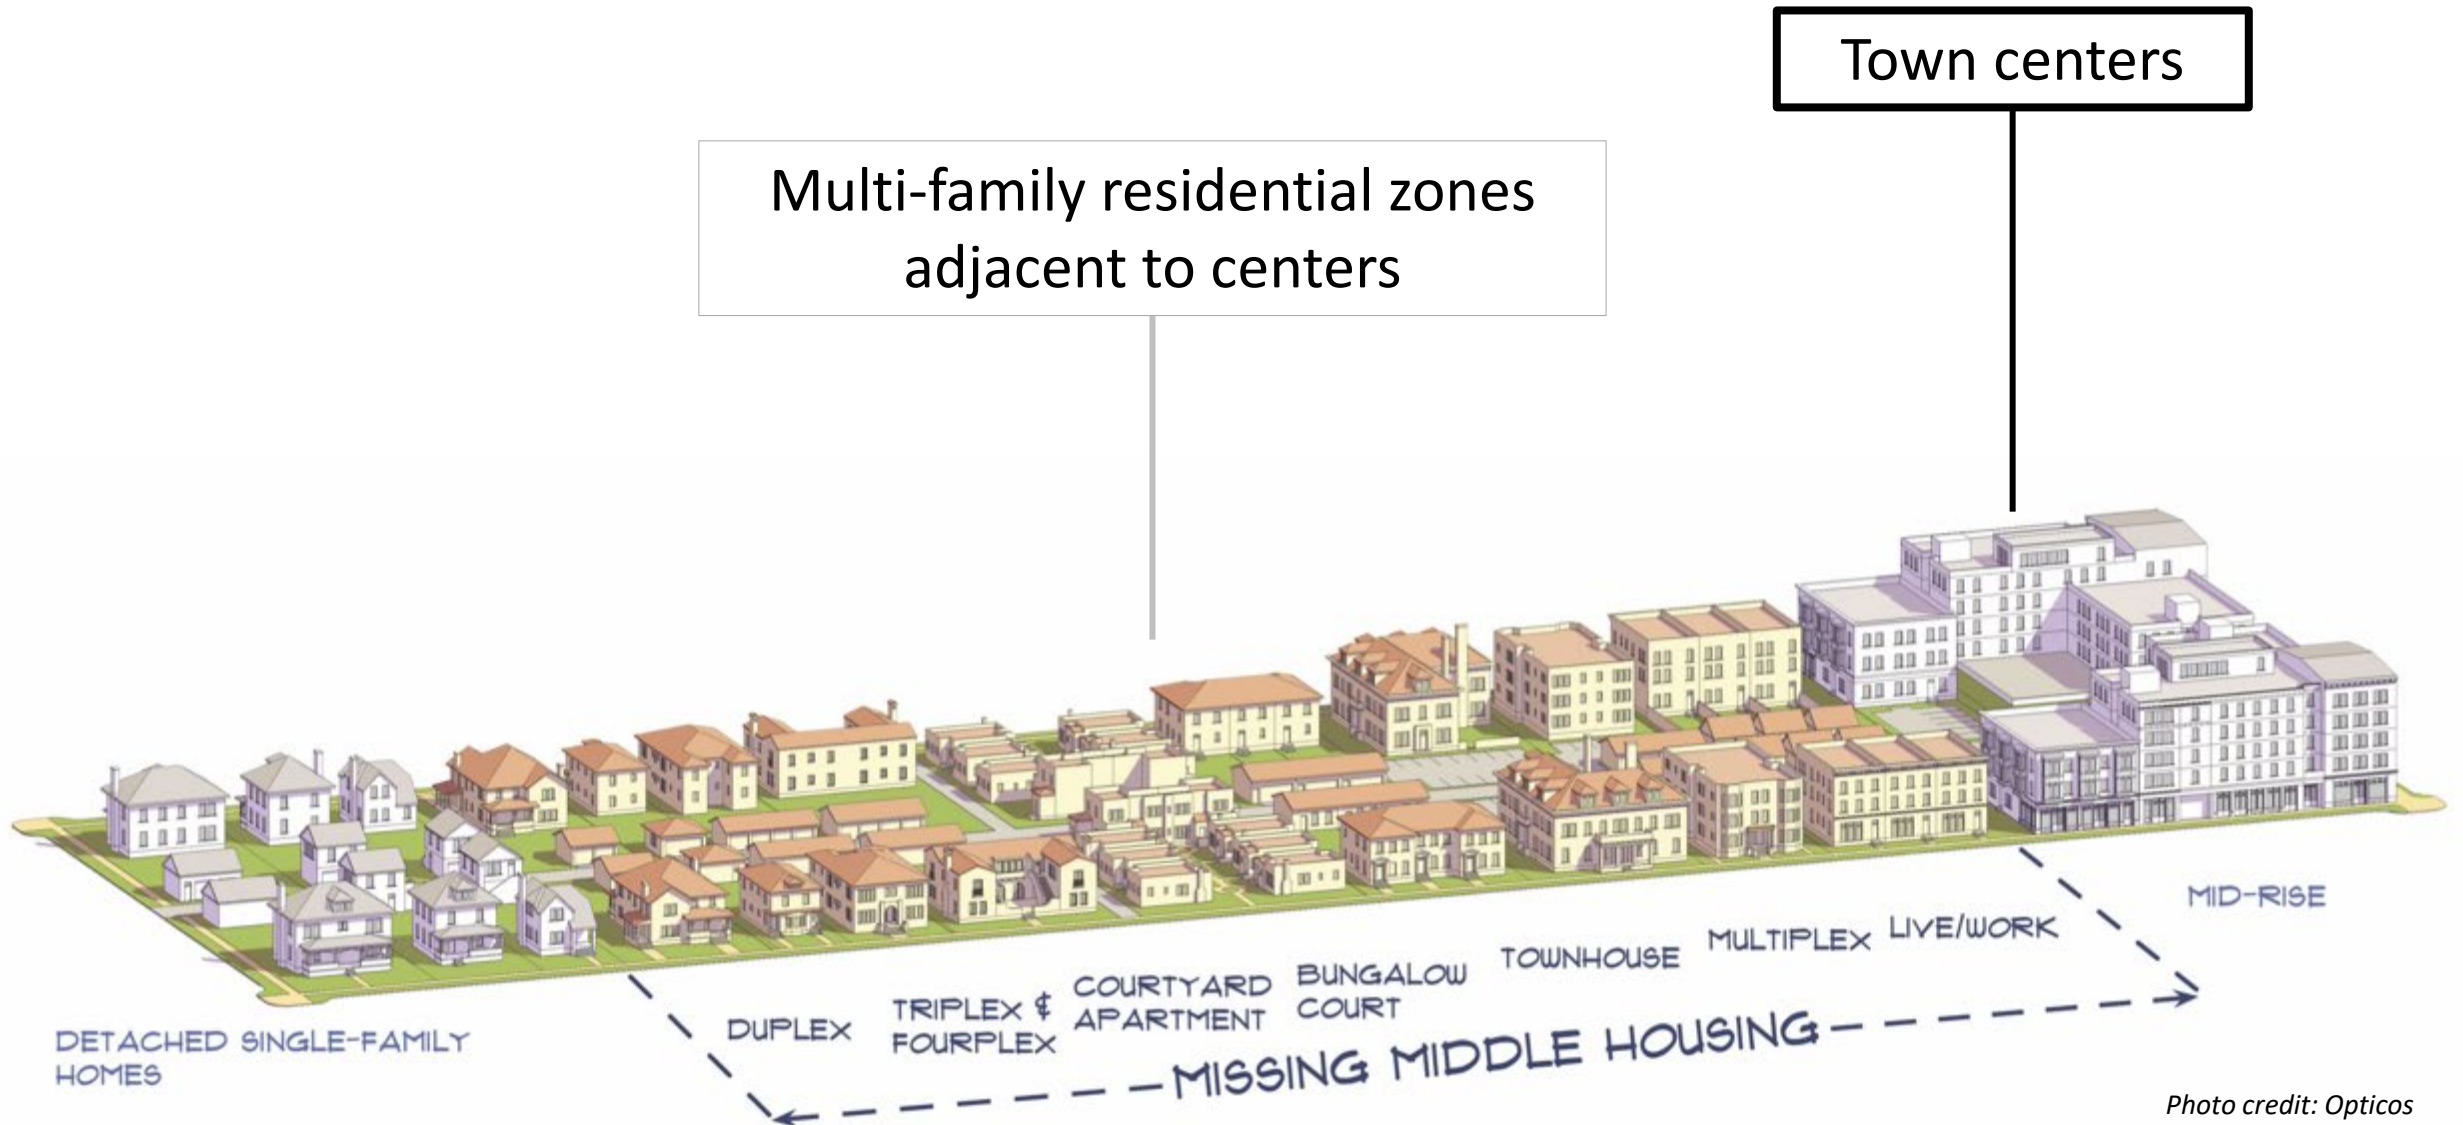 Town centers
Multi-family residential zones
adjacent to centers
MID-RISE
LIVE/WORK
MULTIPLEX
TOWNHOUSE
BUNGALOW
COURT
COURTYARD
APARTMENT
TRIPLEX &
FOURPLEX
DUPLEX
DETACHED SINGLE-FAMILY
HOMES
MISSING MIDDLE HOUSING
Photo credit: Opticos